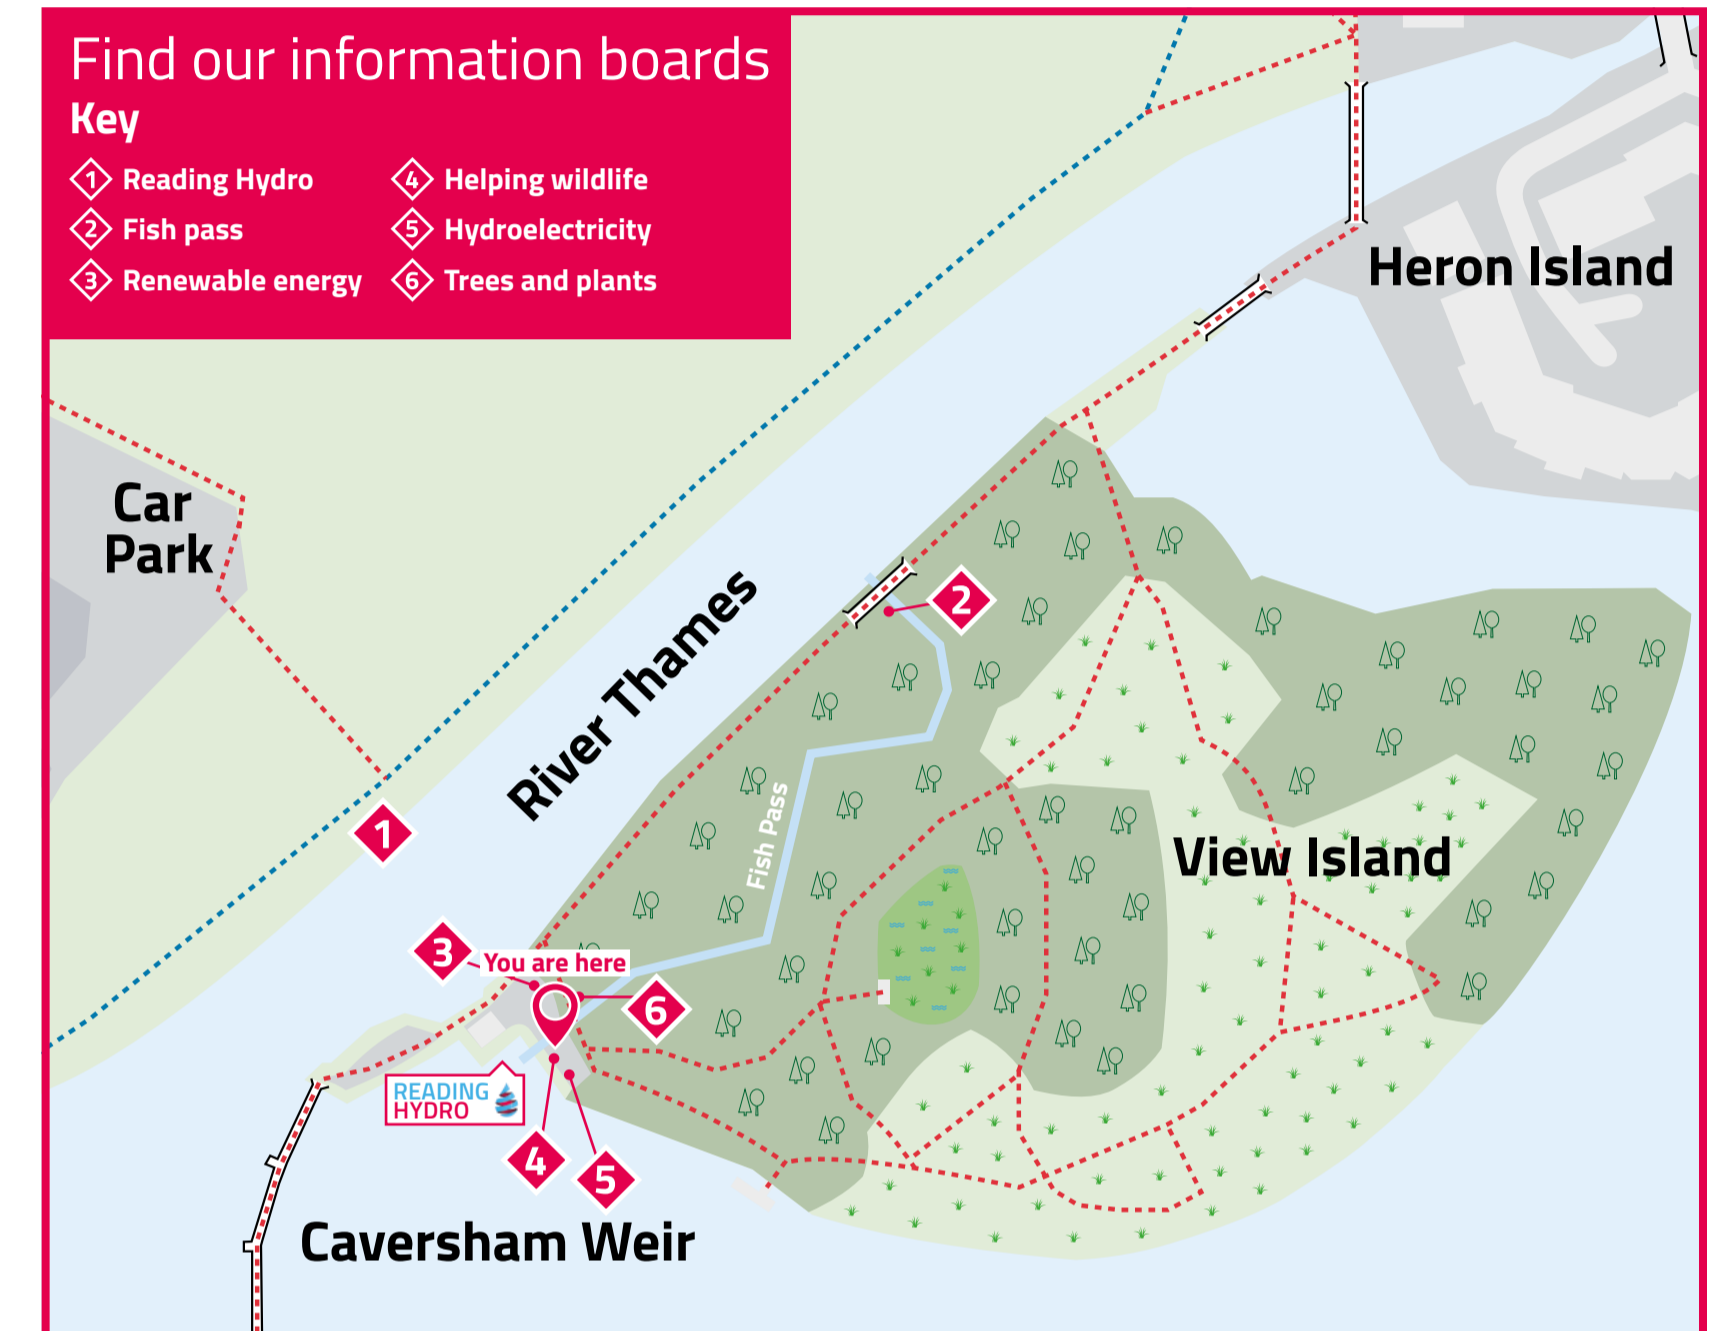 Find our information boards
Key
1 Reading Hydro
2 Fish pass
3 Renewable energy
4 Helping wildlife
5 Hydroelectricity
6 Trees and plants
Heron Island
Car
Park
River Thames
2
Fish Pass
1
View Island
3
You are here
6
READING
HYDRO
4
5
Caversham Weir